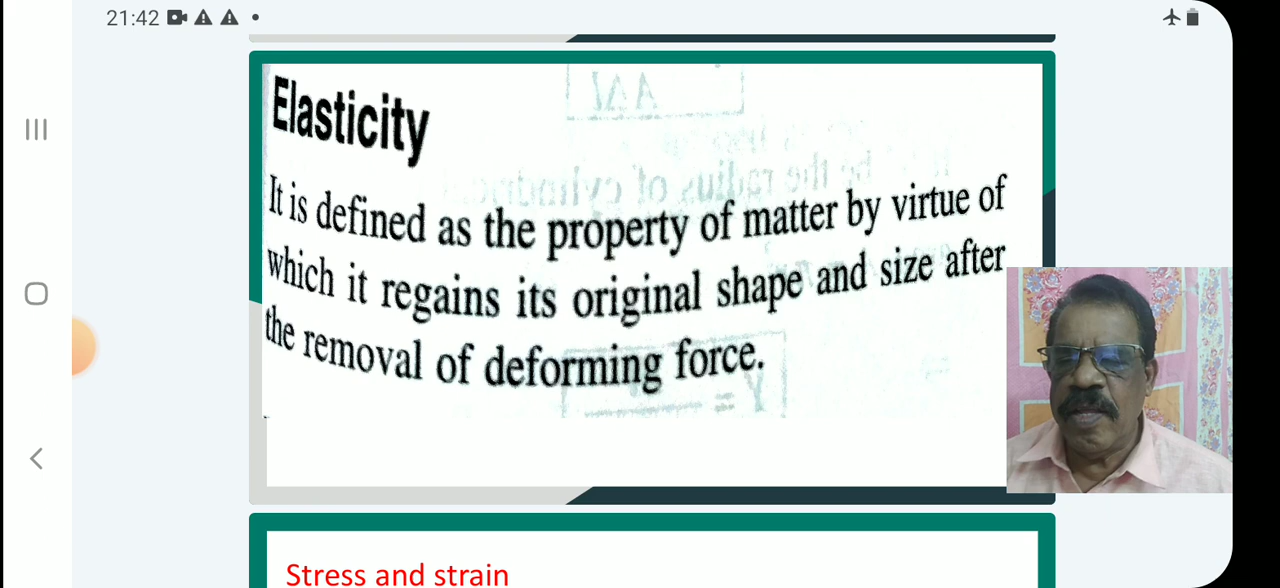 21:42
Elasticity
It is defined as the property of matter by virtue of
which it regains its original shape and size after
the removal of deforming force.
Stress and strain